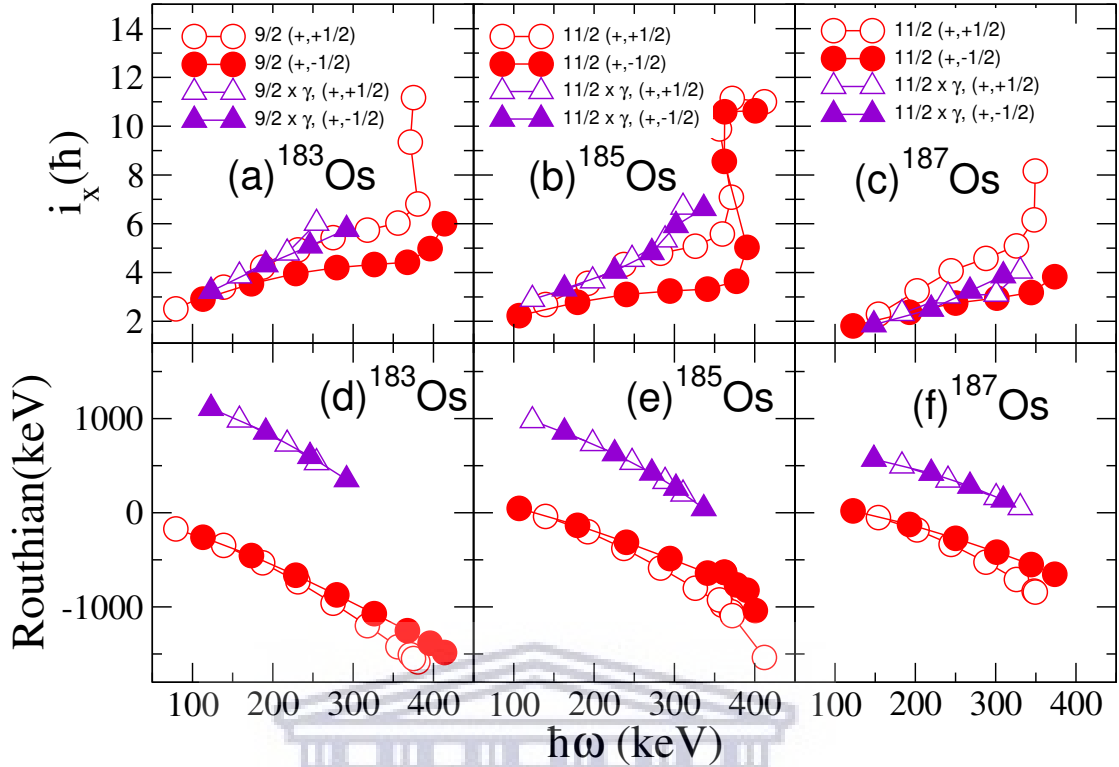 14
12
10
8
6
4
2
i_x(ħ)
9/2 (+,+1/2)
9/2 (+,-1/2)
9/2 x γ, (+,+1/2)
9/2 x γ, (+,-1/2)
(a) ¹⁸³Os
11/2 (+,+1/2)
11/2 (+,-1/2)
11/2 x γ, (+,+1/2)
11/2 x γ, (+,-1/2)
(b) ¹⁸⁵Os
11/2 (+,+1/2)
11/2 (+,-1/2)
11/2 x γ, (+,+1/2)
11/2 x γ, (+,-1/2)
(c) ¹⁸⁷Os
1000
0
-1000
Routhian(keV)
(d) ¹⁸³Os
(e) ¹⁸⁵Os
(f) ¹⁸⁷Os
100 200 300 400
100 200 300 400
100 200 300 400
ħω (keV)